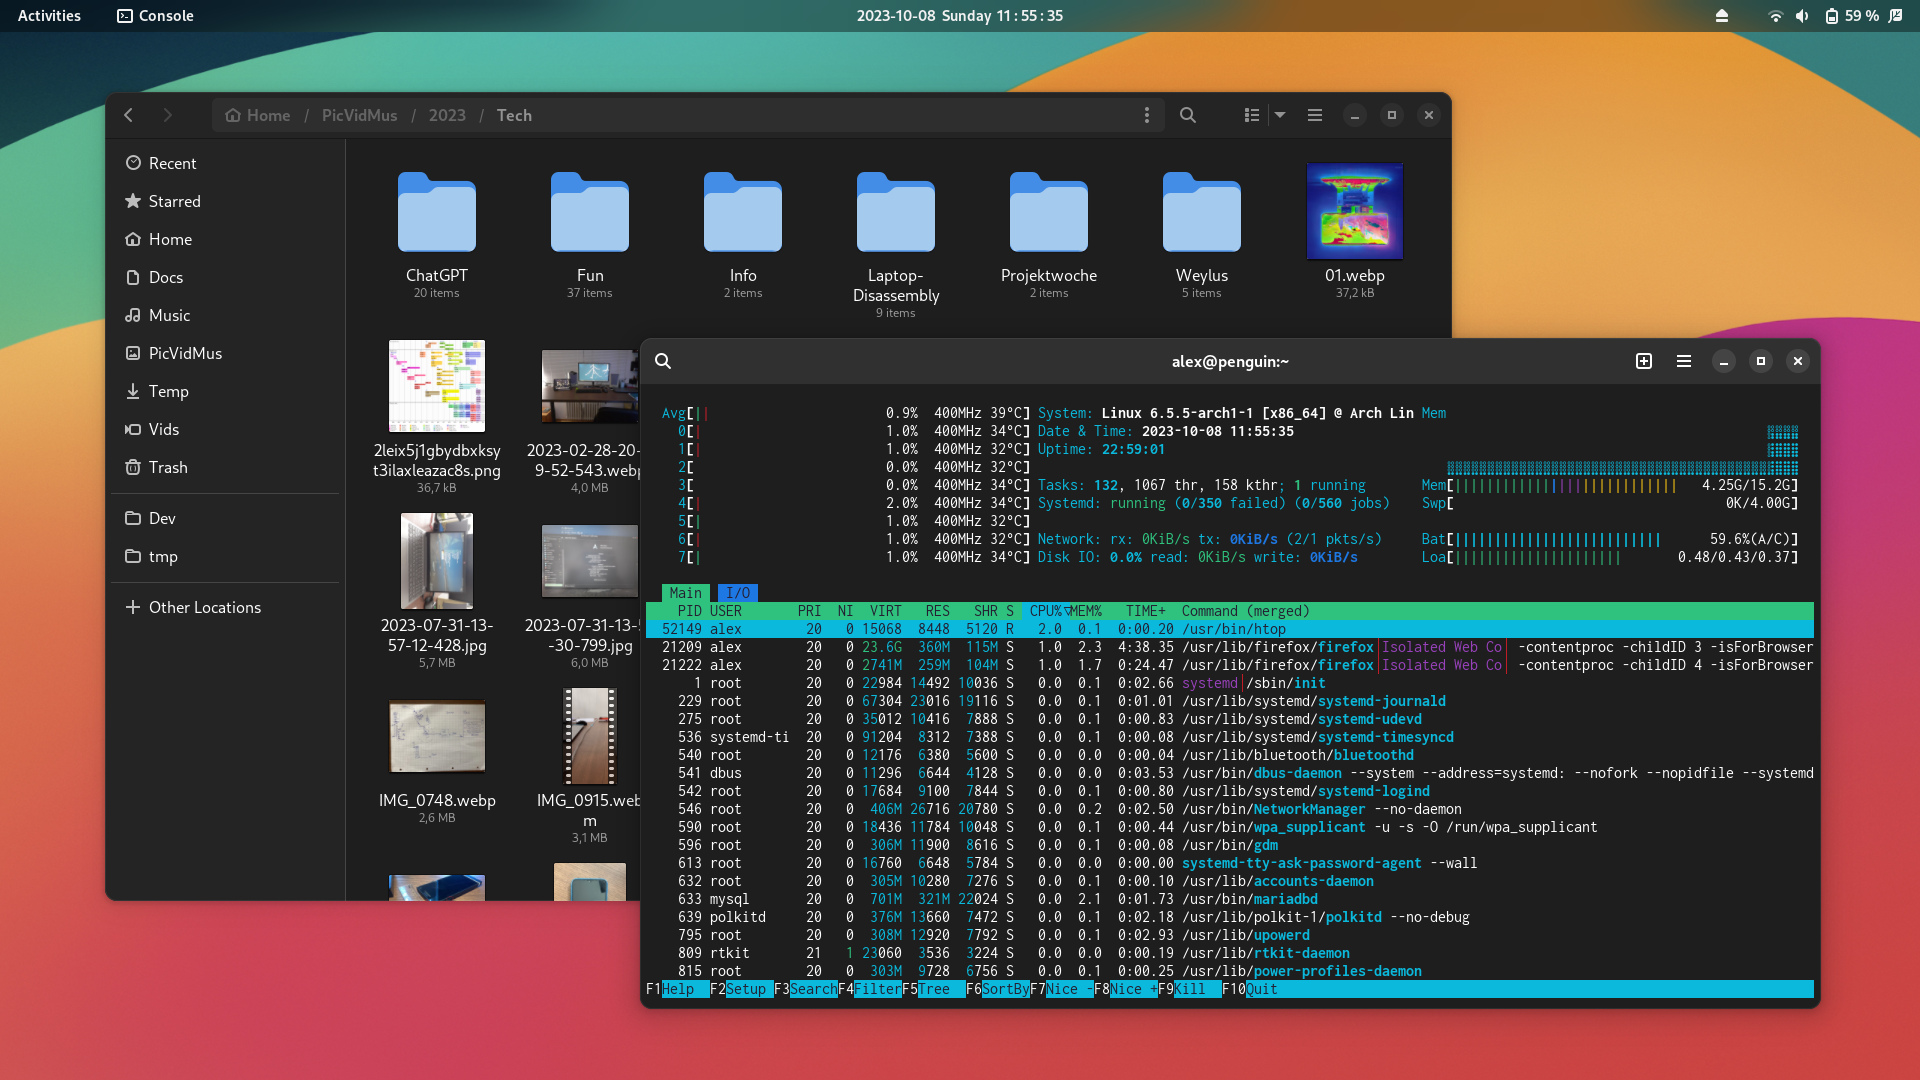 Activities Console 2023-10-08 Sunday 11:55:35 59 %
Home / PicVidMus / 2023 / Tech
Recent
Starred
Home
Docs
Music
PicVidMus
Temp
Vids
Trash
Dev
tmp
Other Locations
ChatGPT
20 items
Fun
37 items
Info
2 items
Laptop-
Disassembly
9 items
Projektwoche
2 items
Weylus
5 items
01.webp
37,2 kB
2leix5j1gbydbxksy
t3ilaxleazac8s.png
36,7 kB
2023-02-28-20-
9-52-543.webp
4,0 MB
2023-07-31-13-
57-12-428.jpg
5,7 MB
2023-07-31-13-
-30-799.jpg
6,0 MB
IMG_0748.webp
2,6 MB
IMG_0915.web
m
3,1 MB
alex@penguin:~
Avg[|| 0.9% 400MHz 39°C] System: Linux 6.5.5-arch1-1 [x86_64] @ Arch Lin Mem
0[| 1.0% 400MHz 34°C] Date & Time: 2023-10-08 11:55:35
1[| 1.0% 400MHz 32°C] Uptime: 22:59:01
2[ 0.0% 400MHz 32°C]
3[ 0.0% 400MHz 34°C] Tasks: 132, 1067 thr, 158 kthr; 1 running Mem[|||||||||||||||||||||||||||| 4.25G/15.2G]
4[| 2.0% 400MHz 34°C] Systemd: running (0/350 failed) (0/560 jobs) Swp[ 0K/4.00G]
5[| 1.0% 400MHz 32°C]
6[| 1.0% 400MHz 32°C] Network: rx: 0KiB/s tx: 0KiB/s (2/1 pkts/s) Bat[|||||||||||||||||||||||||| 59.6%(A/C)]
7[| 1.0% 400MHz 34°C] Disk IO: 0.0% read: 0KiB/s write: 0KiB/s Loa[||||||||||||||||||||| 0.48/0.43/0.37]
Main I/O
PID USER PRI NI VIRT RES SHR S CPU%▽MEM% TIME+ Command (merged)
52149 alex 20 0 15068 8448 5120 R 2.0 0.1 0:00.20 /usr/bin/htop
21209 alex 20 0 23.6G 360M 115M S 1.0 2.3 4:38.35 /usr/lib/firefox/firefox│Isolated Web Co│ -contentproc -childID 3 -isForBrowser
21222 alex 20 0 2741M 259M 104M S 1.0 1.7 0:24.47 /usr/lib/firefox/firefox│Isolated Web Co│ -contentproc -childID 4 -isForBrowser
1 root 20 0 22984 14492 10036 S 0.0 0.1 0:02.66 systemd│/sbin/init
229 root 20 0 67304 23016 19116 S 0.0 0.1 0:01.01 /usr/lib/systemd/systemd-journald
275 root 20 0 35012 10416 7888 S 0.0 0.1 0:00.83 /usr/lib/systemd/systemd-udevd
536 systemd-ti 20 0 91204 8312 7388 S 0.0 0.1 0:00.08 /usr/lib/systemd/systemd-timesyncd
540 root 20 0 12176 6380 5600 S 0.0 0.0 0:00.04 /usr/lib/bluetooth/bluetoothd
541 dbus 20 0 11296 6644 4128 S 0.0 0.0 0:03.53 /usr/bin/dbus-daemon --system --address=systemd: --nofork --nopidfile --systemd
542 root 20 0 17684 9100 7844 S 0.0 0.1 0:00.80 /usr/lib/systemd/systemd-logind
546 root 20 0 406M 26716 20780 S 0.0 0.2 0:02.50 /usr/bin/NetworkManager --no-daemon
590 root 20 0 18436 11784 10048 S 0.0 0.1 0:00.44 /usr/bin/wpa_supplicant -u -s -O /run/wpa_supplicant
596 root 20 0 306M 11900 8616 S 0.0 0.1 0:00.08 /usr/bin/gdm
613 root 20 0 16760 6648 5784 S 0.0 0.0 0:00.00 systemd-tty-ask-password-agent --wall
632 root 20 0 305M 10280 7276 S 0.0 0.1 0:00.10 /usr/lib/accounts-daemon
633 mysql 20 0 701M 321M 22024 S 0.0 2.1 0:01.73 /usr/bin/mariadbd
639 polkitd 20 0 376M 13660 7472 S 0.0 0.1 0:02.18 /usr/lib/polkit-1/polkitd --no-debug
795 root 20 0 308M 12920 7792 S 0.0 0.1 0:02.93 /usr/lib/upowerd
809 rtkit 21 1 23060 3536 3224 S 0.0 0.0 0:00.19 /usr/lib/rtkit-daemon
815 root 20 0 303M 9728 6756 S 0.0 0.1 0:00.25 /usr/lib/power-profiles-daemon
F1Help F2Setup F3SearchF4FilterF5Tree F6SortByF7Nice -F8Nice +F9Kill F10Quit